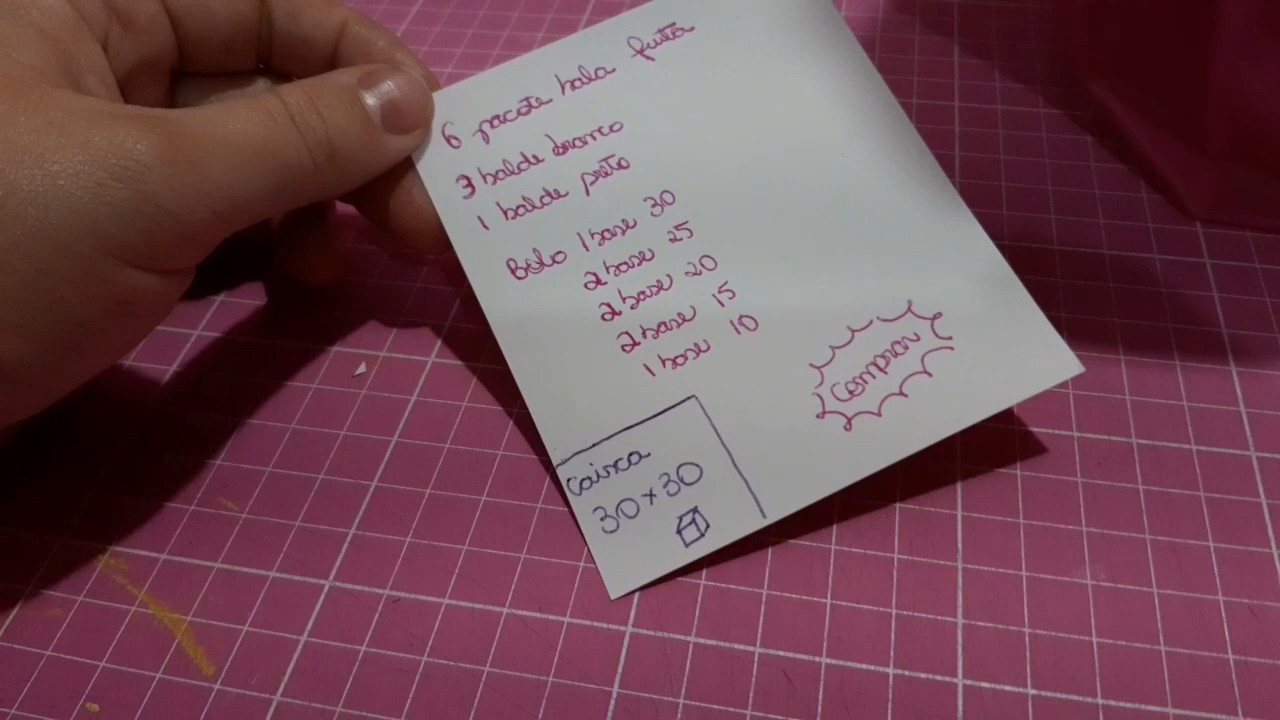 6 pacote bala fruta
3 balde branco
1 balde preto
Bolo 1 base 30
2 base 25
2 base 20
2 base 15
1 base 10
Comprar
Caixa
30x30